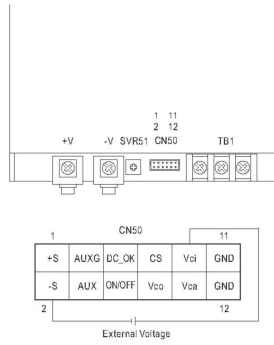 1 11
2 12
+V -V SVR51 CN50 TB1
CN50
1 11
+S AUXG DC_OK CS Vci GND
-S AUX ON/OFF Vco Vca GND
2 12
External Voltage